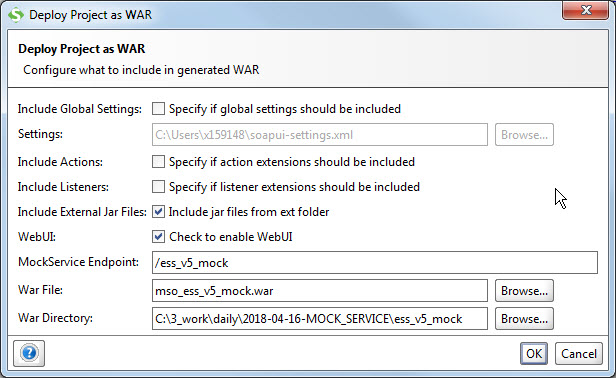 Deploy Project as WAR
Deploy Project as WAR
Configure what to include in generated WAR
Include Global Settings: Specify if global settings should be included
Settings: C:\Users\x159148\soapui-settings.xml Browse...
Include Actions: Specify if action extensions should be included
Include Listeners: Specify if listener extensions should be included
Include External Jar Files: Include jar files from ext folder
WebUI: Check to enable WebUI
MockService Endpoint: /ess_v5_mock
War File: mso_ess_v5_mock.war Browse...
War Directory: C:\3_work\daily\2018-04-16-MOCK_SERVICE\ess_v5_mock Browse...
? OK Cancel